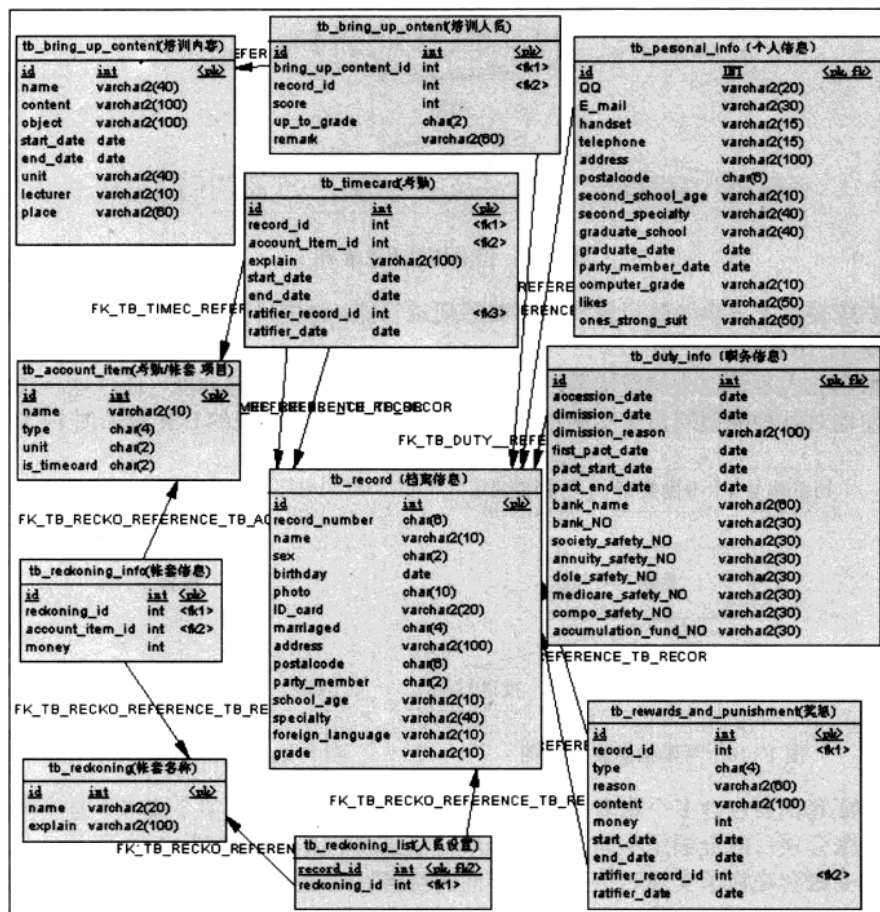 tb_bring_up_content(培训内容)
id int <pk>
name varchar2(40)
content varchar2(100)
object varchar2(100)
start_date date
end_date date
unit varchar2(40)
lecturer varchar2(10)
place varchar2(60)
tb_bring_up_ontent(培训人员)
id int <pk>
bring_up_content_id int <fk1>
record_id int <fk2>
score int
up_to_grade char(2)
remark varchar2(60)
tb_personal_info (个人信息)
id INT <pk,fk>
QQ varchar2(20)
E_mail varchar2(30)
handset varchar2(15)
telephone varchar2(15)
address varchar2(100)
postalcode char(6)
second_school_age varchar2(10)
second_specialty varchar2(40)
graduate_school varchar2(40)
graduate_date date
party_member_date date
computer_grade varchar2(10)
likes varchar2(50)
ones_strong_suit varchar2(50)
tb_timecard(考勤)
id int <pk>
record_id int <fk1>
account_item_id int <fk2>
explain varchar2(100)
start_date date
end_date date
ratifier_record_id int <fk3>
ratifier_date date
FK_TB_TIMEC_REFER
tb_account_item(考勤/帐套 项目)
id int <pk>
name varchar2(10)
type char(4)
unit char(2)
is_timecard char(2)
tb_duty_info (职务信息)
id int <pk,fk>
accession_date date
dimission_date date
dimission_reason varchar2(100)
first_pact_date date
pact_start_date date
pact_end_date date
bank_name varchar2(60)
bank_NO varchar2(30)
society_safety_NO varchar2(30)
annuity_safety_NO varchar2(30)
dole_safety_NO varchar2(30)
medicare_safety_NO varchar2(30)
compo_safety_NO varchar2(30)
accumulation_fund_NO varchar2(30)
FK_TB_DUTY__REFE
tb_record (档案信息)
id int <pk>
record_number char(6)
name varchar2(10)
sex char(2)
birthday date
photo char(10)
ID_card varchar2(20)
marriaged char(4)
address varchar2(100)
postalcode char(6)
party_member char(2)
school_age varchar2(10)
specialty varchar2(40)
foreign_language varchar2(10)
grade varchar2(10)
FK_TB_RECKO_REFERENCE_TB_AC
tb_reckoning_info(帐套信息)
id int <pk>
reckoning_id int <fk1>
account_item_id int <fk2>
money int
ERENCE_TB_RECOR
FK_TB_RECKO_REFERENCE_TB_RE
tb_rewards_and_punishment(奖惩)
id int <pk>
record_id int <fk1>
type char(4)
reason varchar2(60)
content varchar2(100)
money int
start_date date
end_date date
ratifier_record_id int <fk2>
ratifier_date date
tb_reckoning(帐套名称)
id int <pk>
name varchar2(20)
explain varchar2(100)
FK_TB_RECKO_REFERENCE_TB_RE
FK_TB_RECKO_REFERE
tb_reckoning_list(人员设置)
record_id int <pk,fk2>
reckoning_id int <fk1>